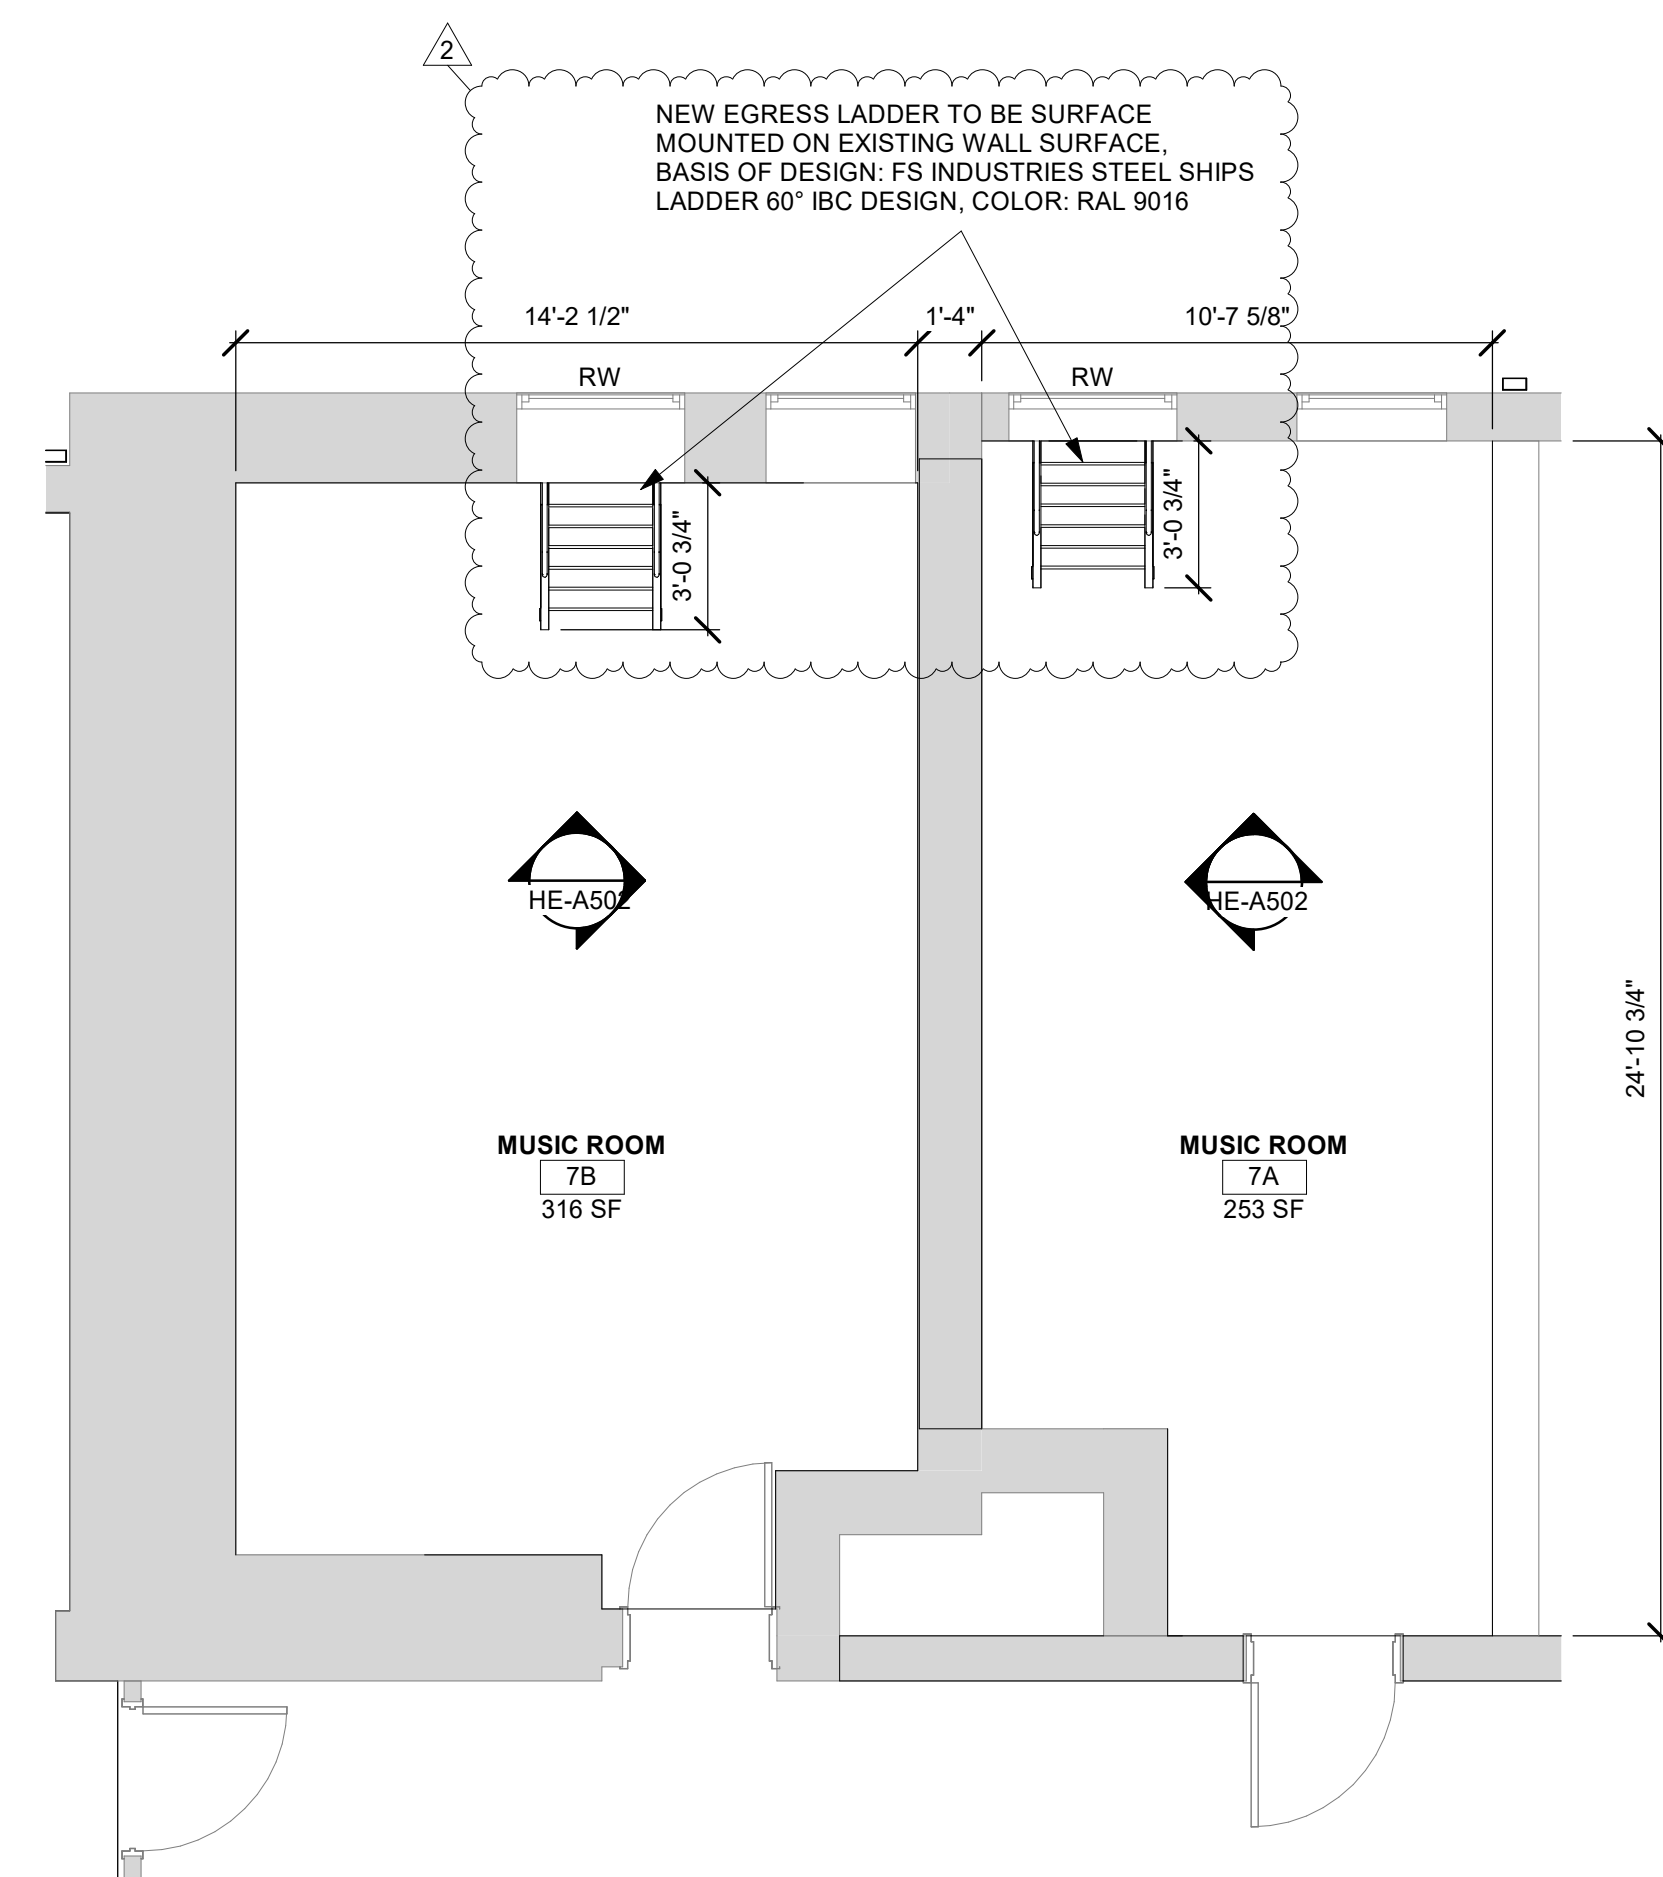 2
NEW EGRESS LADDER TO BE SURFACE
MOUNTED ON EXISTING WALL SURFACE,
BASIS OF DESIGN: FS INDUSTRIES STEEL SHIPS
LADDER 60° IBC DESIGN, COLOR: RAL 9016
14'-2 1/2"
1'-4"
10'-7 5/8"
RW
RW
3'-0 3/4"
3'-0 3/4"
HE-A502
HE-A502
24'-10 3/4"
MUSIC ROOM
7B
316 SF
MUSIC ROOM
7A
253 SF